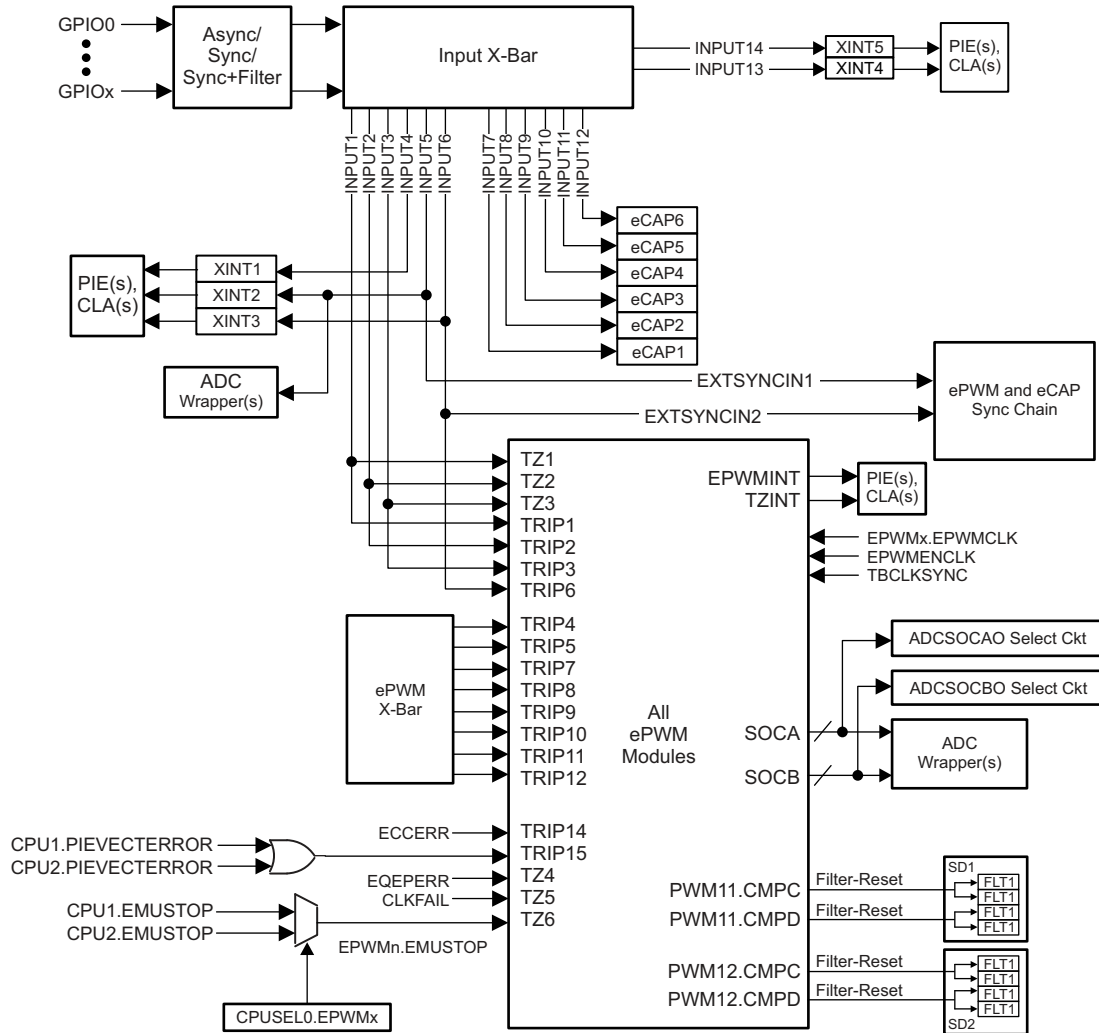 GPIO0
GPIOx
Async/
Sync/
Sync+Filter
Input X-Bar
INPUT14
INPUT13
XINT5
XINT4
PIE(s),
CLA(s)
INPUT1
INPUT2
INPUT3
INPUT4
INPUT5
INPUT6
INPUT7
INPUT8
INPUT9
INPUT10
INPUT11
INPUT12
eCAP6
eCAP5
eCAP4
eCAP3
eCAP2
eCAP1
PIE(s),
CLA(s)
XINT1
XINT2
XINT3
ADC
Wrapper(s)
EXTSYNCIN1
EXTSYNCIN2
ePWM and eCAP
Sync Chain
TZ1
TZ2
TZ3
TRIP1
TRIP2
TRIP3
TRIP6
EPWMINT
TZINT
PIE(s),
CLA(s)
EPWMx.EPWMCLK
EPWMENCLK
TBCLKSYNC
ePWM
X-Bar
TRIP4
TRIP5
TRIP7
TRIP8
TRIP9
TRIP10
TRIP11
TRIP12
All
ePWM
Modules
SOCA
SOCB
ADCSOCAO Select Ckt
ADCSOCBO Select Ckt
ADC
Wrapper(s)
CPU1.PIEVECTERROR
CPU2.PIEVECTERROR
ECCERR
TRIP14
TRIP15
EQEPERR
TZ4
CLKFAIL
TZ5
TZ6
CPU1.EMUSTOP
CPU2.EMUSTOP
EPWMn.EMUSTOP
CPUSEL0.EPWMx
PWM11.CMPC
Filter-Reset
PWM11.CMPD
Filter-Reset
SD1
FLT1
FLT1
FLT1
FLT1
PWM12.CMPC
Filter-Reset
PWM12.CMPD
Filter-Reset
FLT1
FLT1
FLT1
FLT1
SD2